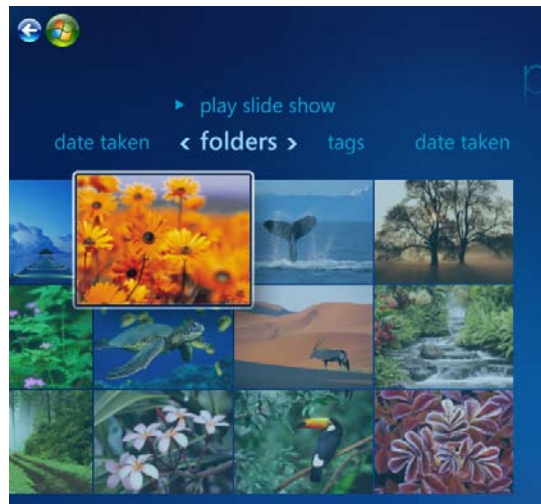 play slide show
date taken < folders > tags date taken